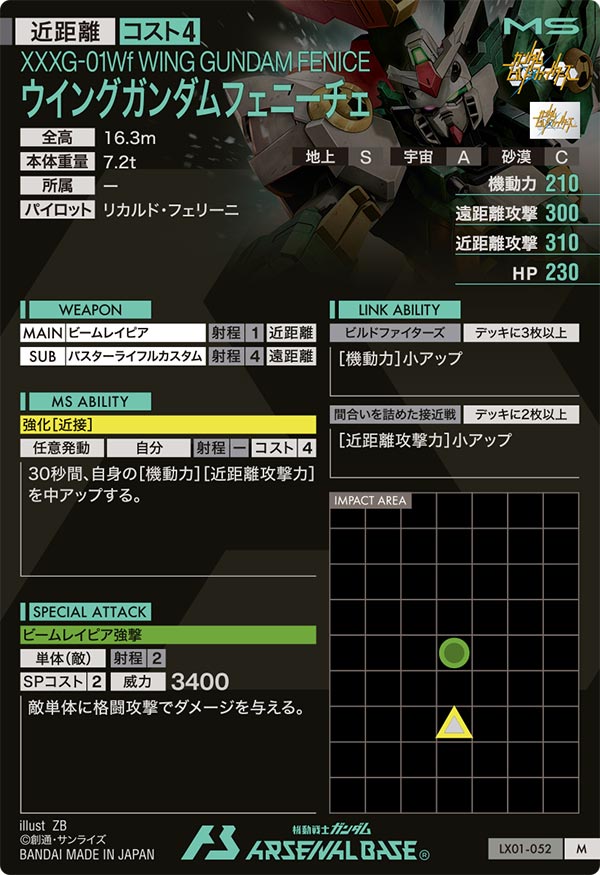 近距離 コスト4 MS
XXXG-01Wf WING GUNDAM FENICE
ウイングガンダムフェニーチェ
ガンダムビルドファイターズ
全高 16.3m
本体重量 7.2t
所属 ー
パイロット リカルド・フェリーニ
地上 S 宇宙 A 砂漠 C
機動力 210
遠距離攻撃 300
近距離攻撃 310
HP 230
WEAPON
MAIN ビームレイピア 射程 1 近距離
SUB バスターライフルカスタム 射程 4 遠距離
MS ABILITY
強化[近接]
任意発動 自分 射程 ー コスト 4
30秒間、自身の[機動力][近距離攻撃力]
を中アップする。
SPECIAL ATTACK
ビームレイピア強撃
単体(敵) 射程 2
SPコスト 2 威力 3400
敵単体に格闘攻撃でダメージを与える。
LINK ABILITY
ビルドファイターズ デッキに3枚以上
[機動力]小アップ
間合いを詰めた接近戦 デッキに2枚以上
[近距離攻撃力]小アップ
IMPACT AREA
illust ZB
©創通・サンライズ
BANDAI MADE IN JAPAN
機動戦士ガンダム
ARSENAL BASE®
LX01-052 M